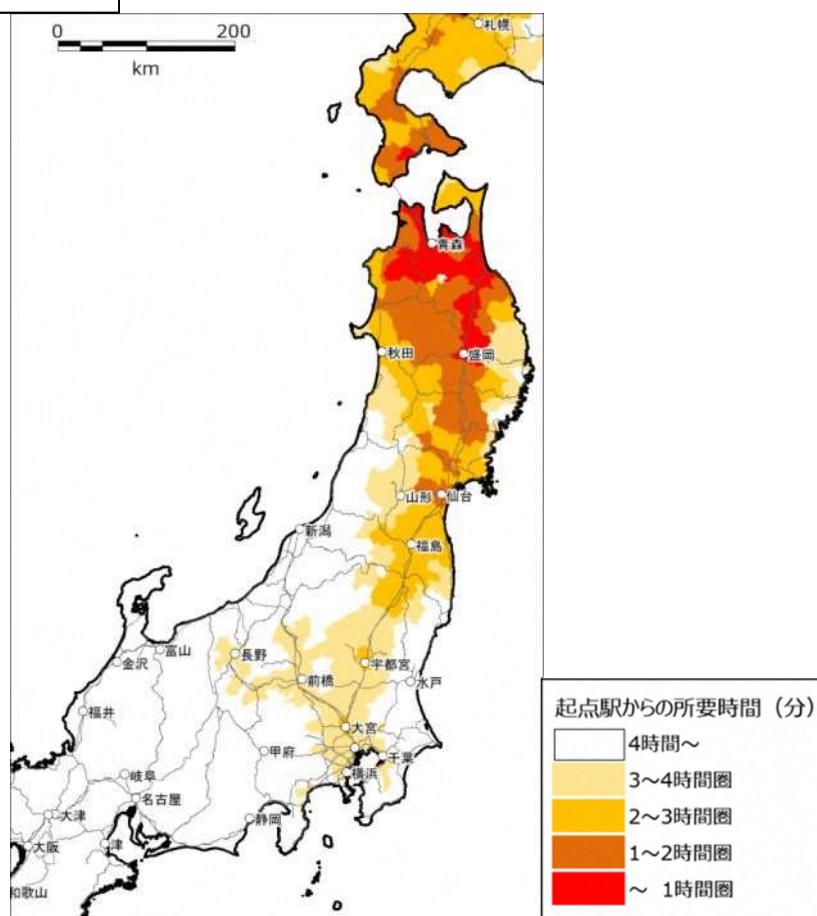 0 200
km
札幌
青森
秋田
盛岡
山形
仙台
新潟
福島
金沢
富山
長野
宇都宮
前橋
水戸
福井
大宮
甲府
千葉
横浜
岐阜
名古屋
大津
静岡
大阪
津
和歌山
起点駅からの所要時間（分）
4時間～
3～4時間圏
2～3時間圏
1～2時間圏
～ 1時間圏